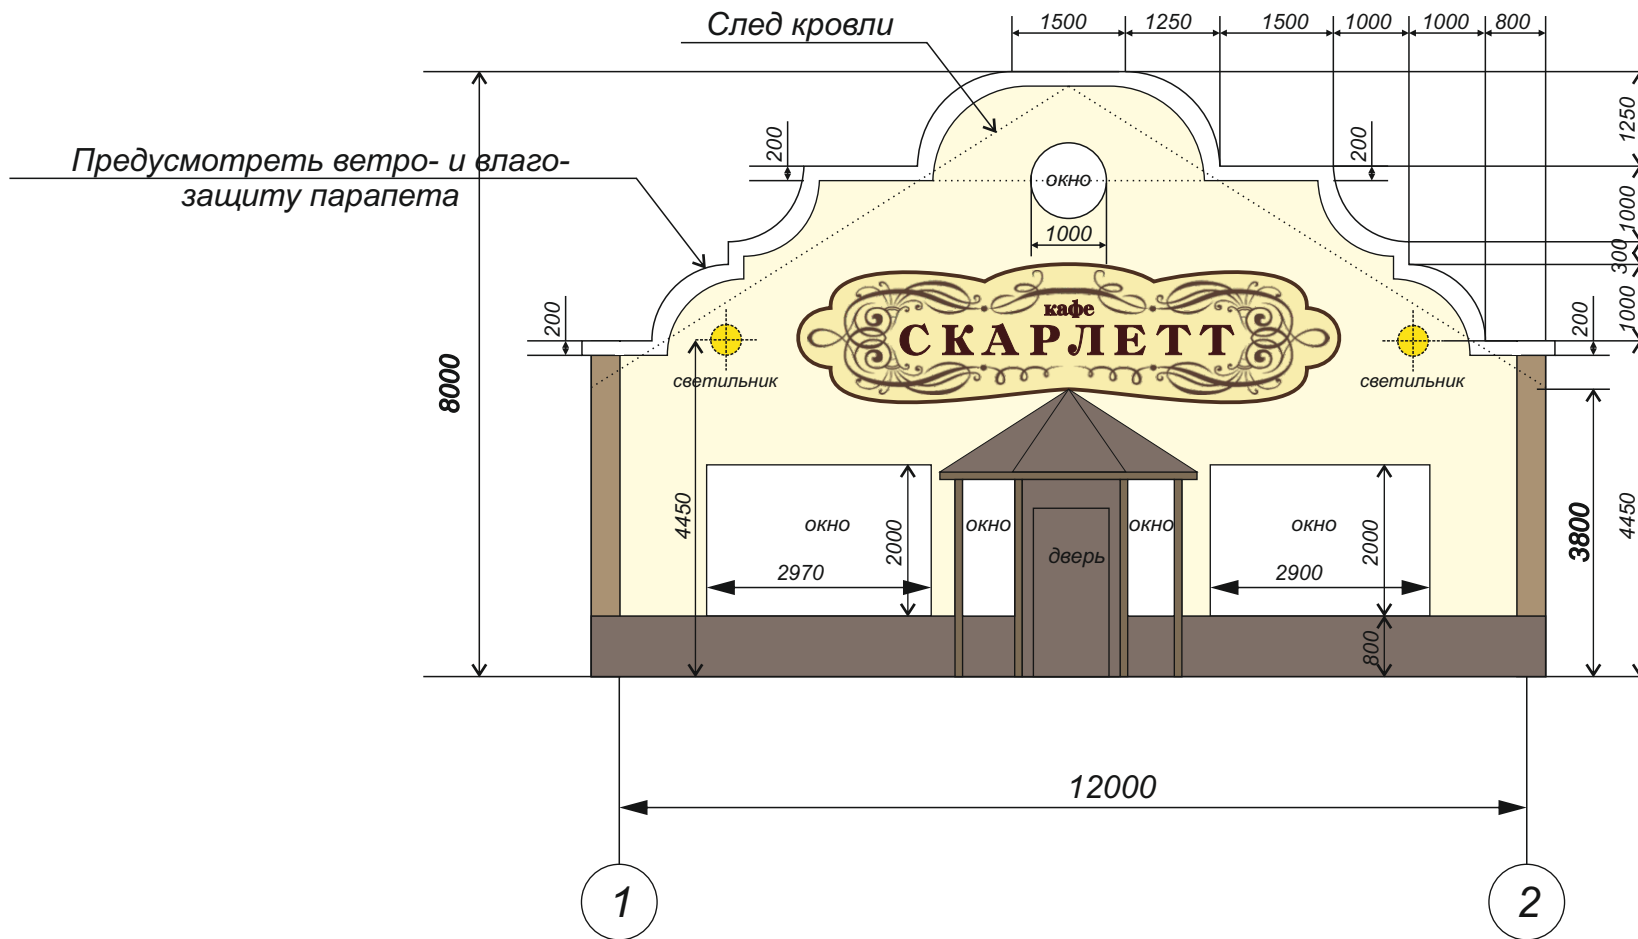 След кровли
1500
1250
1500
1000
1000
800
Предусмотреть ветро- и влаго-
защиту парапета
200
200
1250
окно
1000
1000
300
1000
200
200
кафе
СКАРЛЕТТ
светильник
светильник
8000
4450
3800
4450
окно
2000
2970
окно
окно
дверь
окно
2000
2900
800
12000
1
2